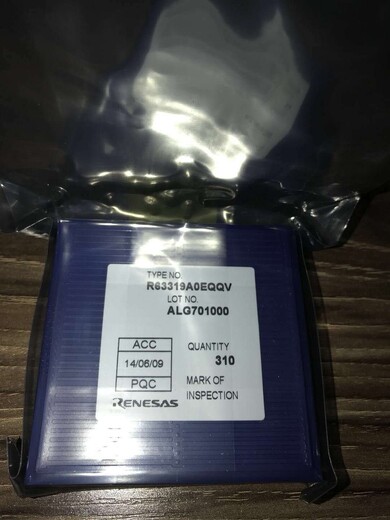 TYPE NO.
R63319A0EQQV
LOT NO.
ALG701000
ACC
14/06/09
PQC
QUANTITY
310
MARK OF
INSPECTION
RENESAS